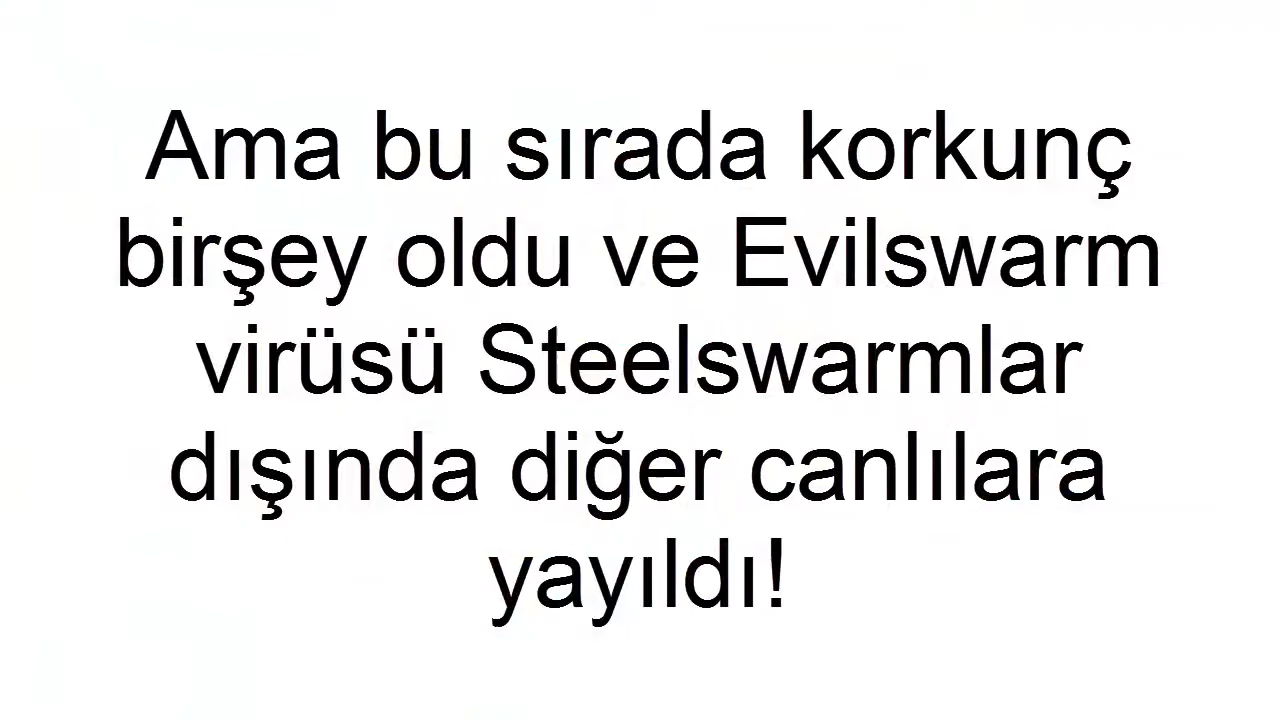 Ama bu sırada korkunç
birşey oldu ve Evilswarm
virüsü Steelswarmlar
dışında diğer canlılara
yayıldı!